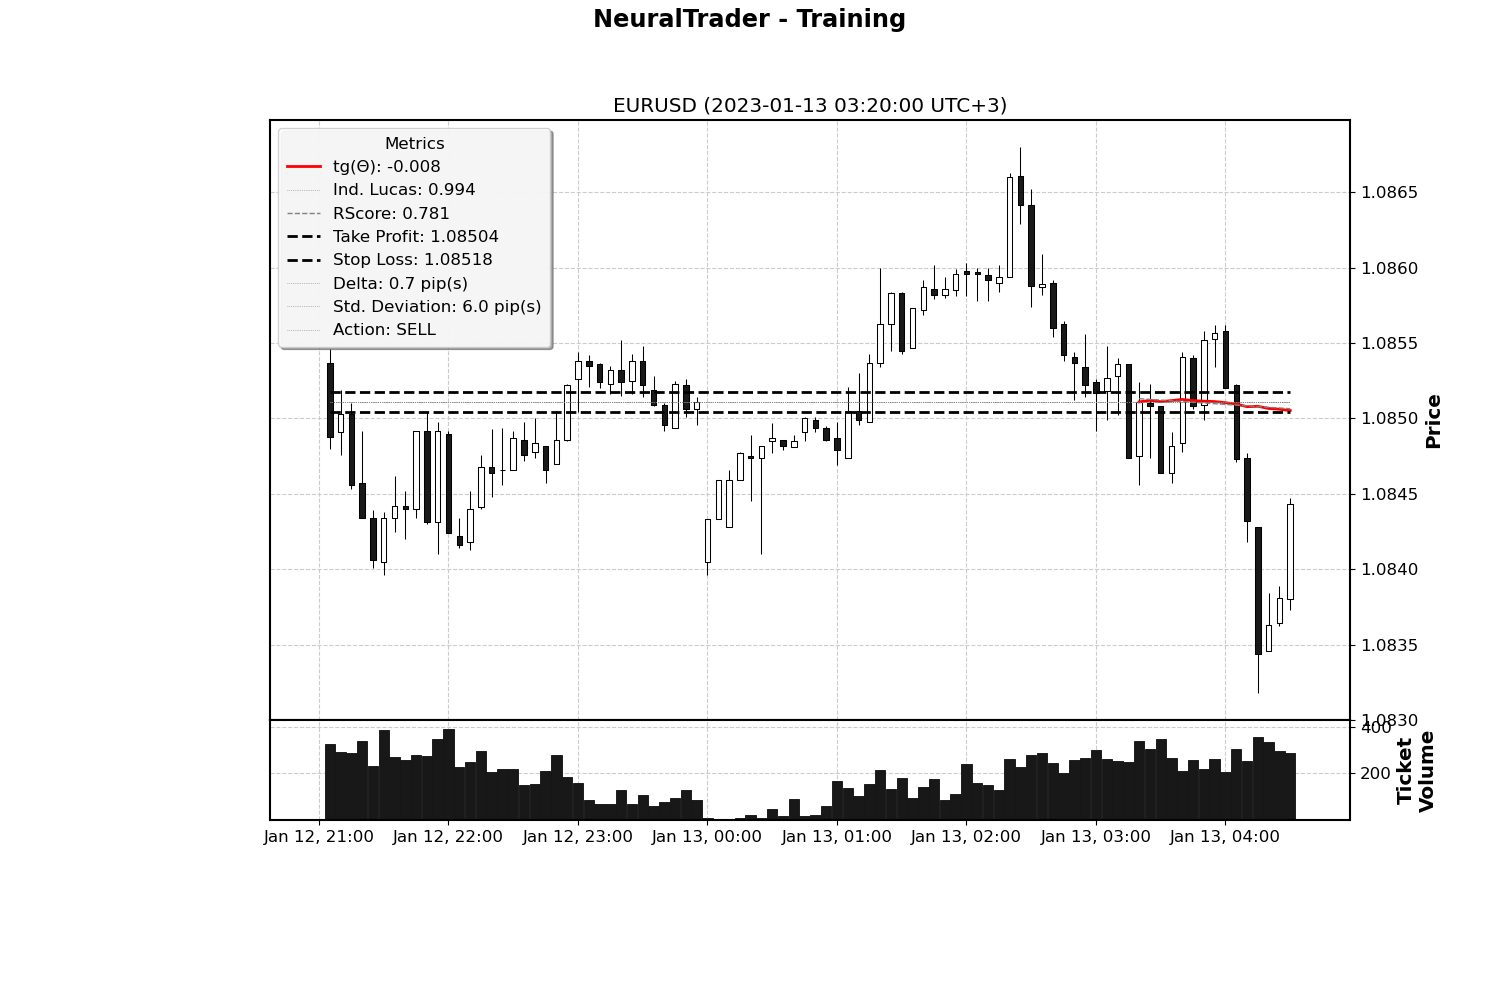 NeuralTrader - Training
EURUSD (2023-01-13 03:20:00 UTC+3)
Metrics
tg(Θ): -0.008
Ind. Lucas: 0.994
RScore: 0.781
Take Profit: 1.08504
Stop Loss: 1.08518
Delta: 0.7 pip(s)
Std. Deviation: 6.0 pip(s)
Action: SELL
1.0865
1.0860
1.0855
1.0850
1.0845
1.0840
1.0835
1.0830
Price
400
200
Ticket
Volume
Jan 12, 21:00
Jan 12, 22:00
Jan 12, 23:00
Jan 13, 00:00
Jan 13, 01:00
Jan 13, 02:00
Jan 13, 03:00
Jan 13, 04:00